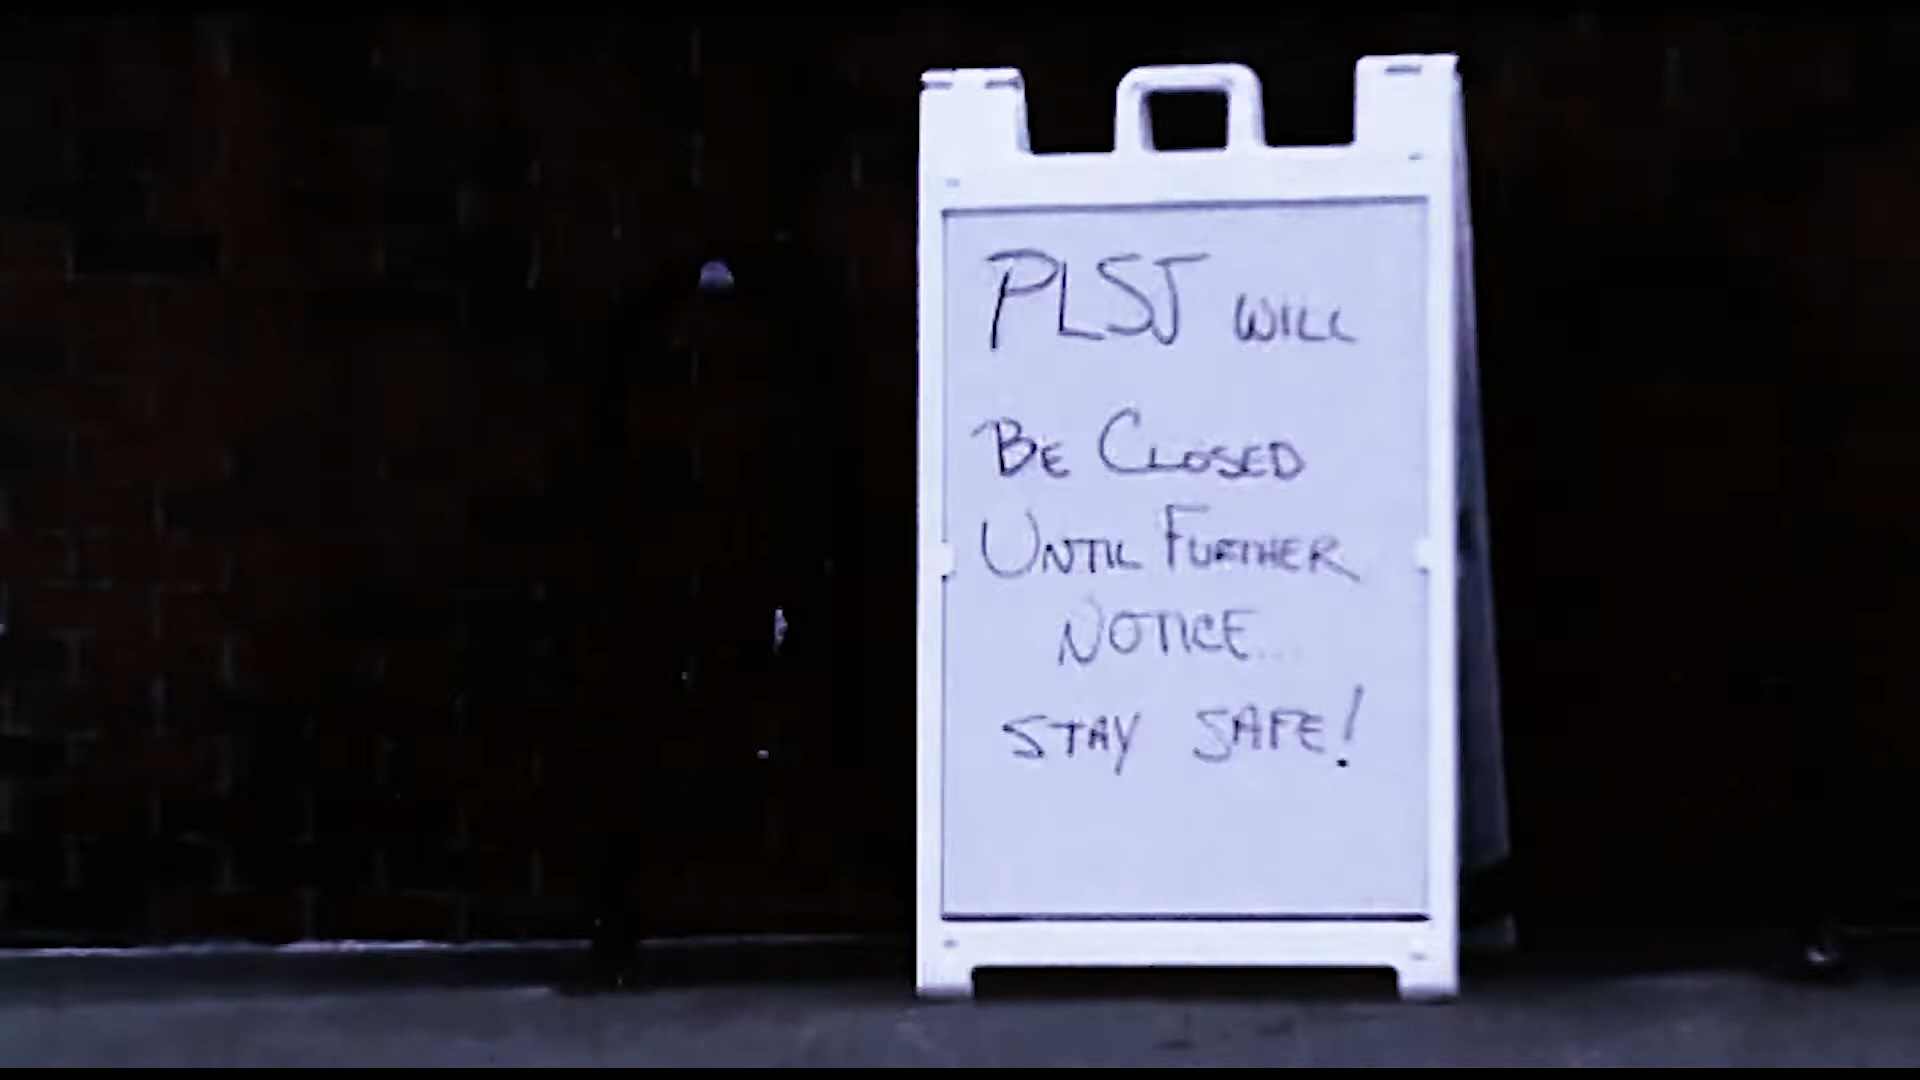 PLSJ WILL
BE CLOSED
UNTIL FURTHER
NOTICE...
STAY SAFE!